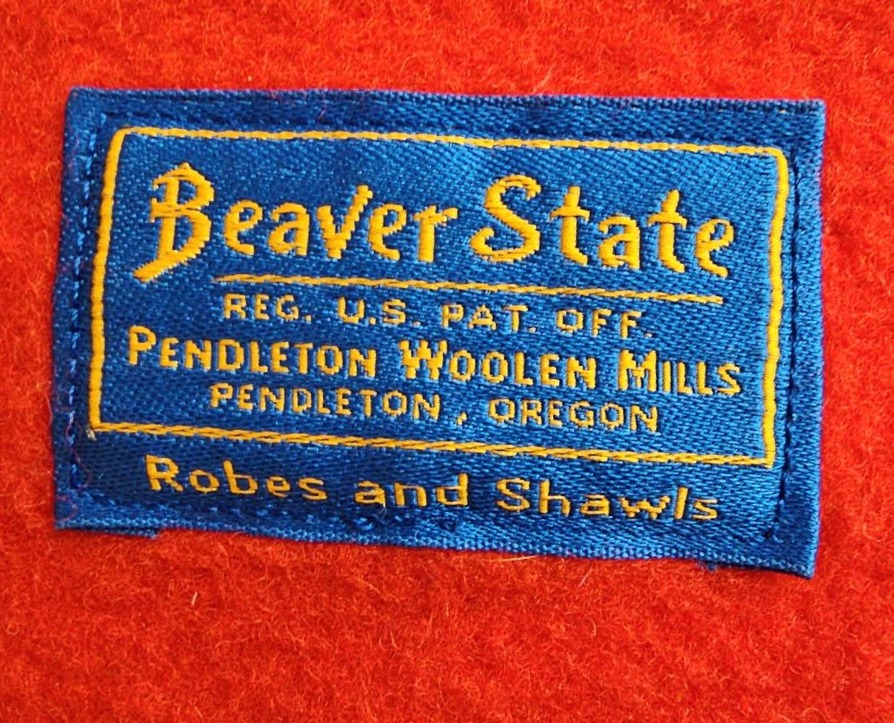 Beaver State
REG. U.S. PAT. OFF.
PENDLETON WOOLEN MILLS
PENDLETON, OREGON
Robes and Shawls